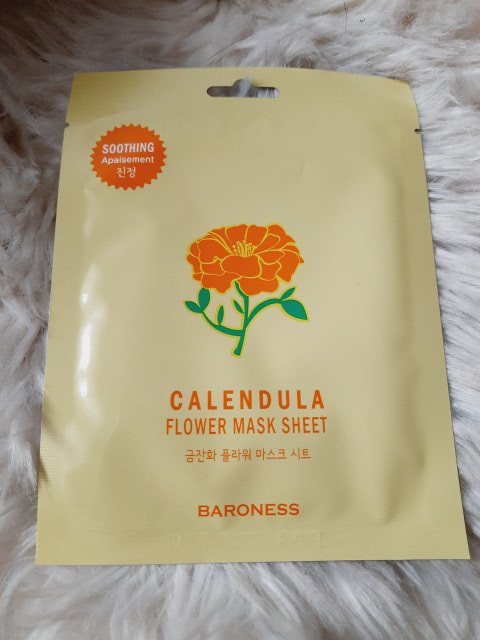 SOOTHING
Apaisement
진정
CALENDULA
FLOWER MASK SHEET
금잔화 플라워 마스크 시트
BARONESS